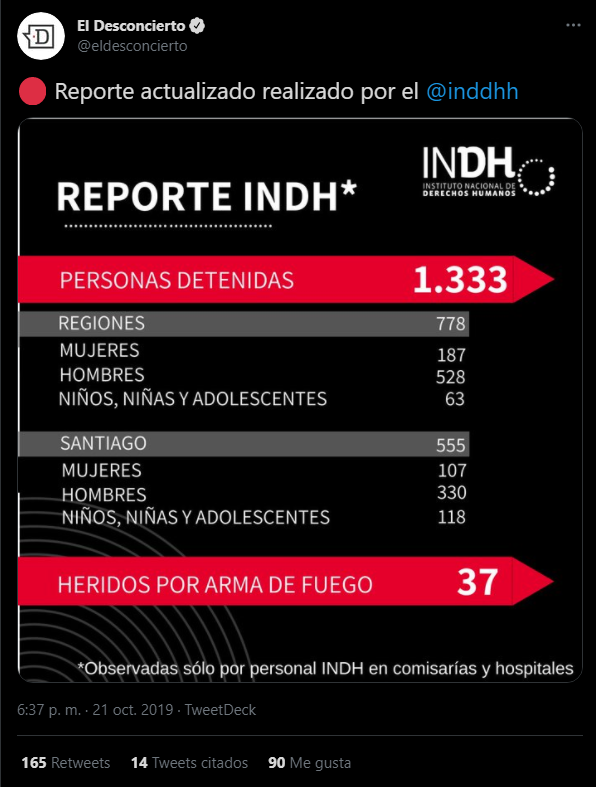 El Desconcierto
@eldesconcierto
Reporte actualizado realizado por el @inddhh
INDH
INSTITUTO NACIONAL DE
DERECHOS HUMANOS
REPORTE INDH*
PERSONAS DETENIDAS 1.333
REGIONES 778
MUJERES 187
HOMBRES 528
NIÑOS, NIÑAS Y ADOLESCENTES 63
SANTIAGO 555
MUJERES 107
HOMBRES 330
NIÑOS, NIÑAS Y ADOLESCENTES 118
HERIDOS POR ARMA DE FUEGO 37
*Observadas sólo por personal INDH en comisarías y hospitales
6:37 p. m. · 21 oct. 2019 · TweetDeck
165 Retweets 14 Tweets citados 90 Me gusta